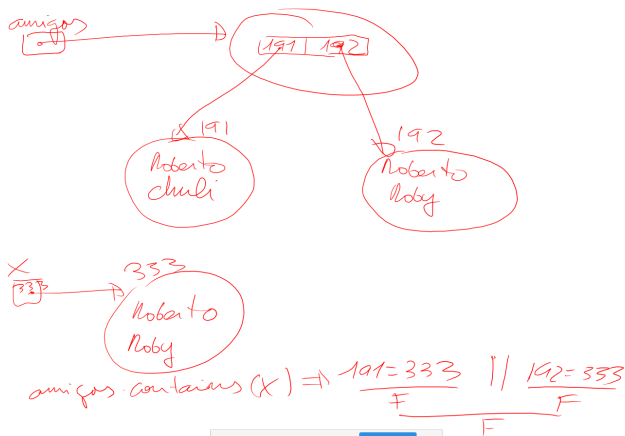 amigos
191 | 192
191
Roberto
chuli
192
Roberto
Roby
X
333
333
Roberto
Roby
amigos.contains(X) ⇒ 191=333 || 192=333
F F
F